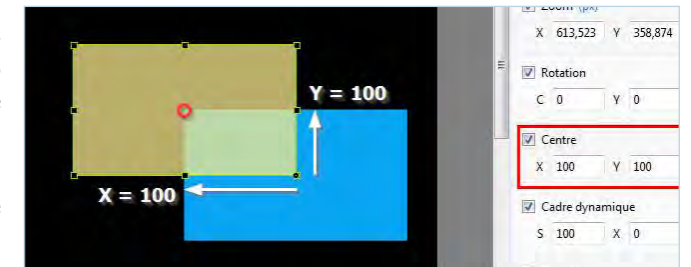 Zoom (px)
X 613,523 Y 358,874
Rotation
C 0 Y 0
Y = 100
Centre
X 100 Y 100
X = 100
Cadre dynamique
S 100 X 0